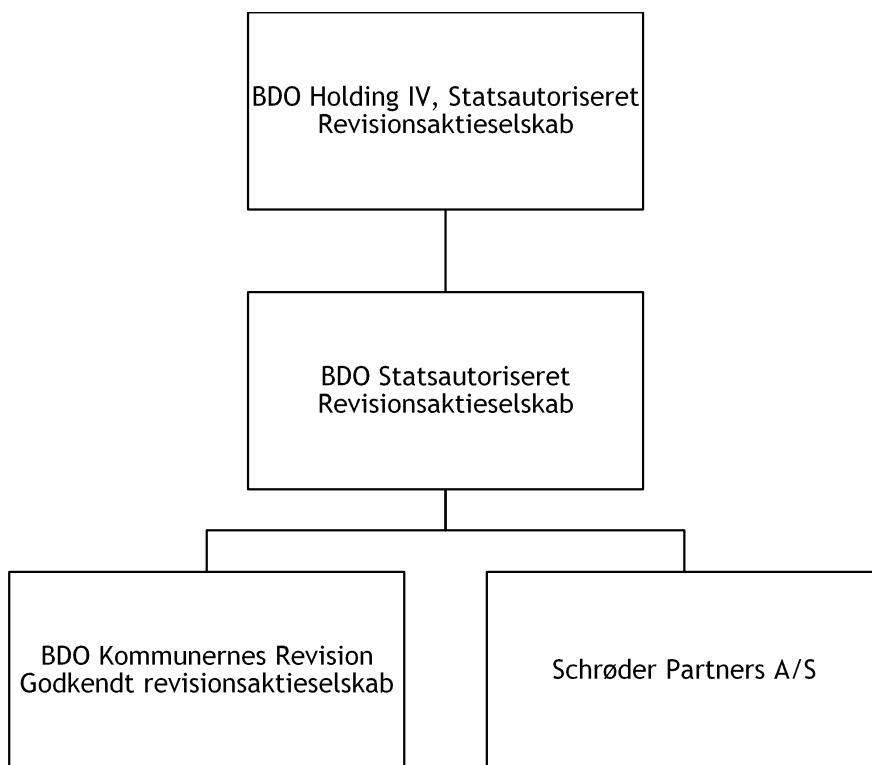 BDO Holding IV, Statsautoriseret
Revisionsaktieselskab
BDO Statsautoriseret
Revisionsaktieselskab
BDO Kommunernes Revision
Godkendt revisionsaktieselskab
Schrøder Partners A/S